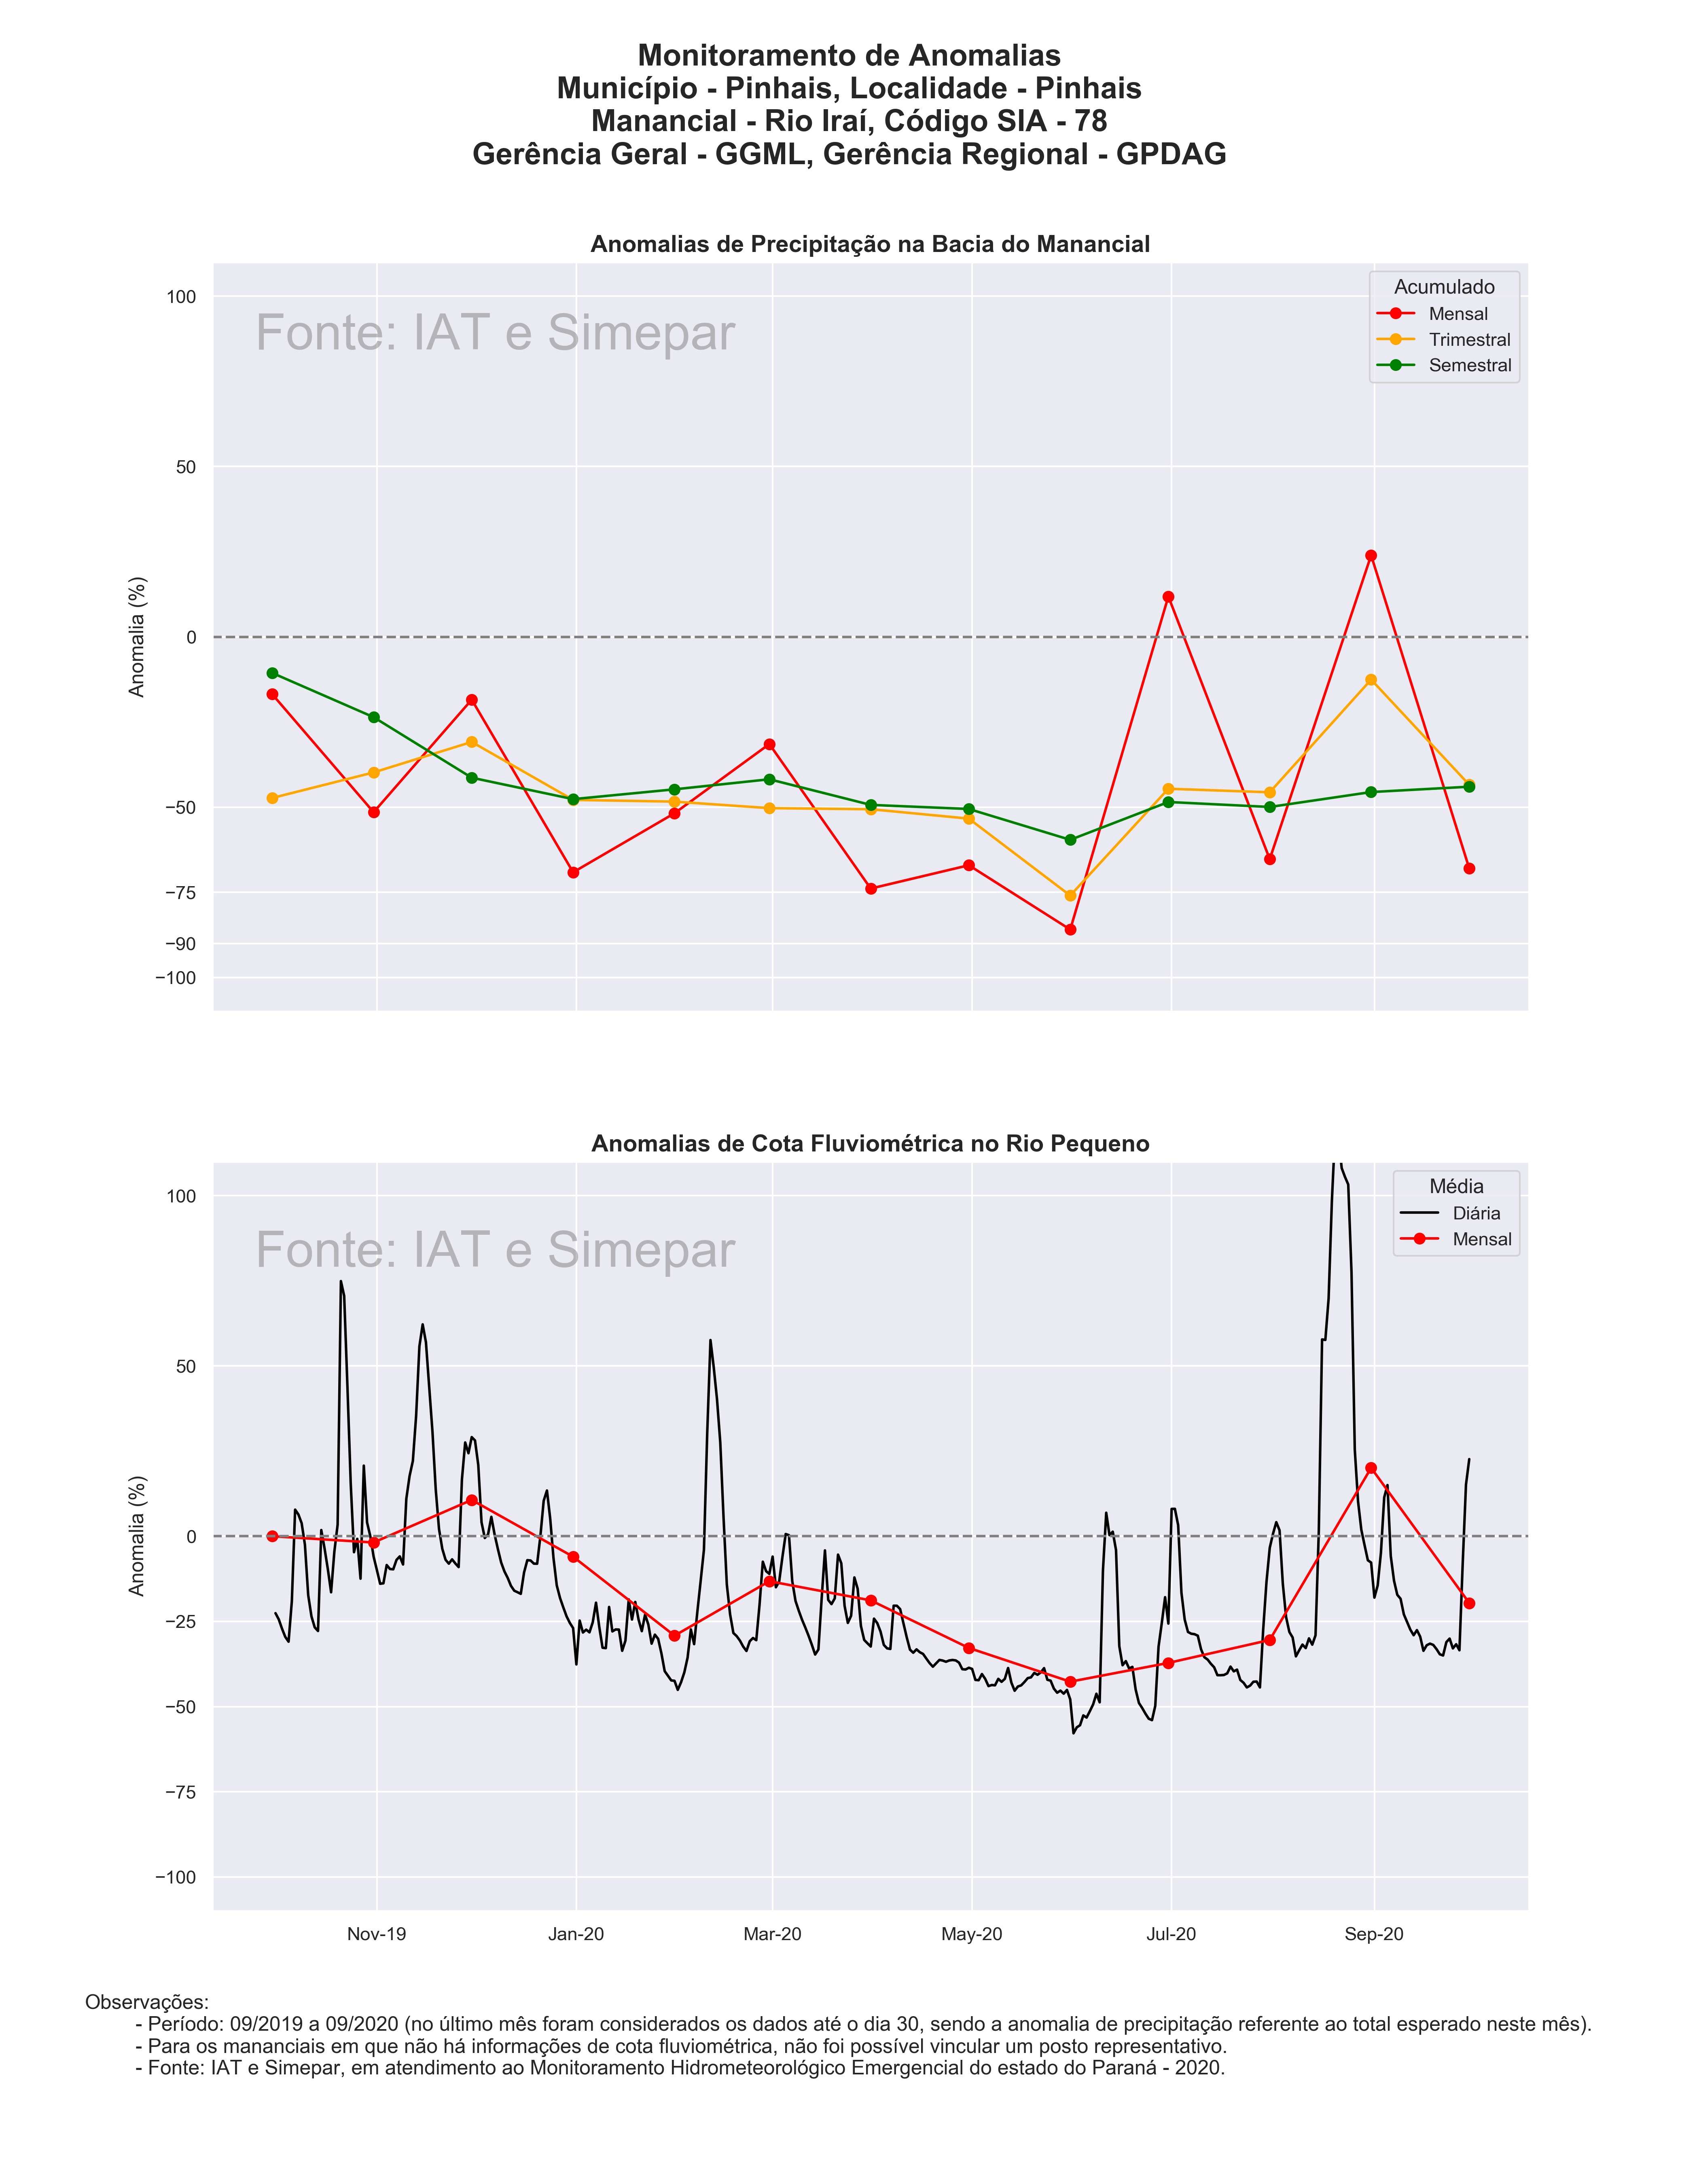 Monitoramento de Anomalias
Município - Pinhais, Localidade - Pinhais
Manancial - Rio Iraí, Código SIA - 78
Gerência Geral - GGML, Gerência Regional - GPDAG
Anomalias de Precipitação na Bacia do Manancial
Fonte: IAT e Simepar
Acumulado
Mensal
Trimestral
Semestral
Anomalia (%)
100
50
0
−50
−75
−90
−100
Anomalias de Cota Fluviométrica no Rio Pequeno
Fonte: IAT e Simepar
Média
Diária
Mensal
Anomalia (%)
100
50
0
−25
−50
−75
−100
Nov-19 Jan-20 Mar-20 May-20 Jul-20 Sep-20
Observações:
- Período: 09/2019 a 09/2020 (no último mês foram considerados os dados até o dia 30, sendo a anomalia de precipitação referente ao total esperado neste mês).
- Para os mananciais em que não há informações de cota fluviométrica, não foi possível vincular um posto representativo.
- Fonte: IAT e Simepar, em atendimento ao Monitoramento Hidrometeorológico Emergencial do estado do Paraná - 2020.